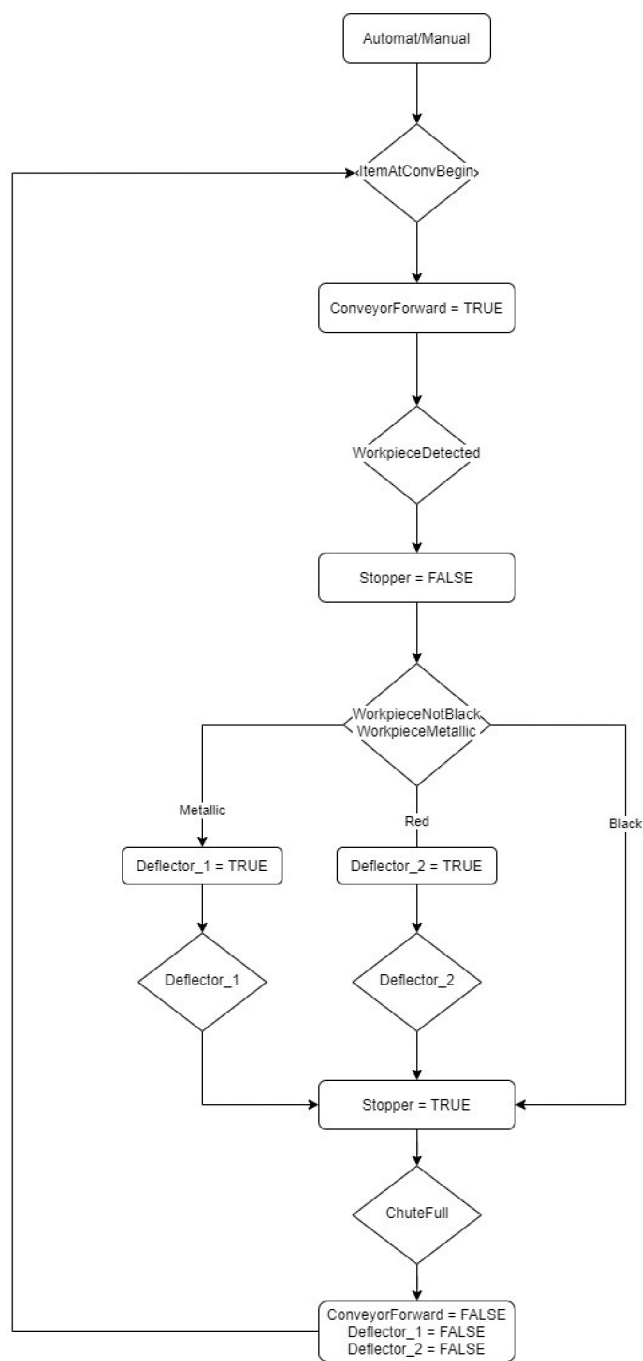 Automat/Manual
ItemAtConvBegin
ConveyorForward = TRUE
WorkpieceDetected
Stopper = FALSE
WorkpieceNotBlack
WorkpieceMetallic
Metallic
Red
Black
Deflector_1 = TRUE
Deflector_2 = TRUE
Deflector_1
Deflector_2
Stopper = TRUE
ChuteFull
ConveyorForward = FALSE
Deflector_1 = FALSE
Deflector_2 = FALSE